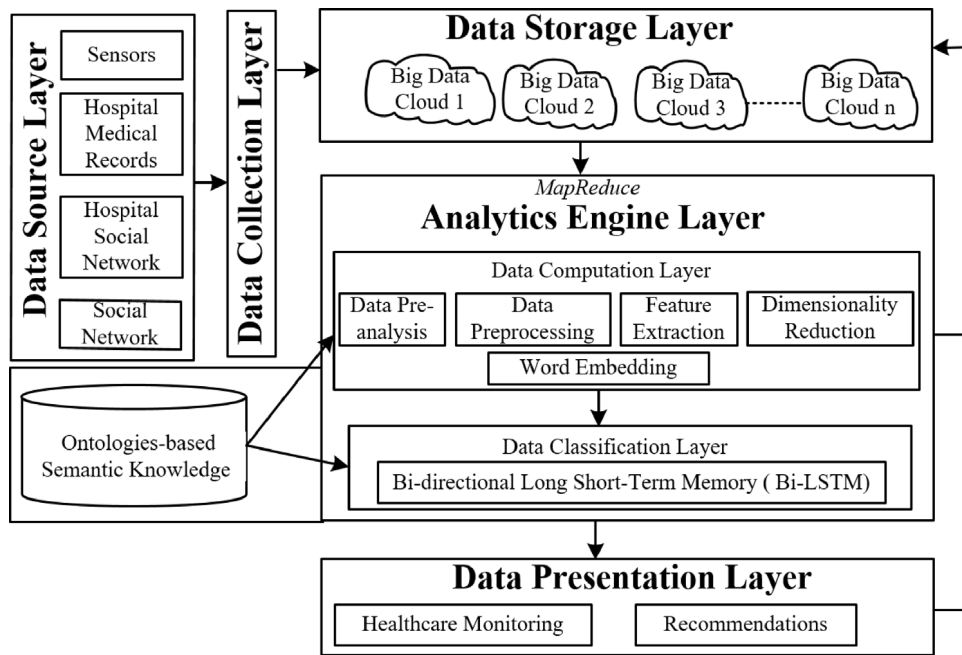 Data Source Layer
Sensors
Hospital
Medical
Records
Hospital
Social
Network
Social
Network
Data Collection Layer
Data Storage Layer
Big Data
Cloud 1
Big Data
Cloud 2
Big Data
Cloud 3
Big Data
Cloud n
MapReduce
Analytics Engine Layer
Data Computation Layer
Data Pre-
analysis
Data
Preprocessing
Feature
Extraction
Dimensionality
Reduction
Word Embedding
Ontologies-based
Semantic Knowledge
Data Classification Layer
Bi-directional Long Short-Term Memory ( Bi-LSTM)
Data Presentation Layer
Healthcare Monitoring
Recommendations